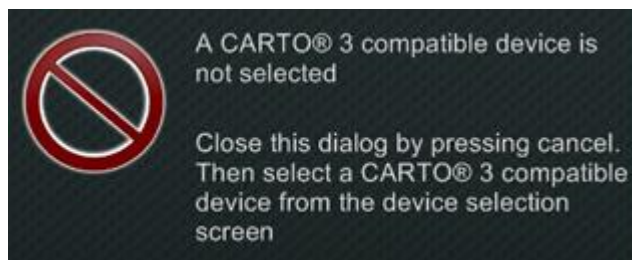 A CARTO® 3 compatible device is
not selected
Close this dialog by pressing cancel.
Then select a CARTO® 3 compatible
device from the device selection
screen